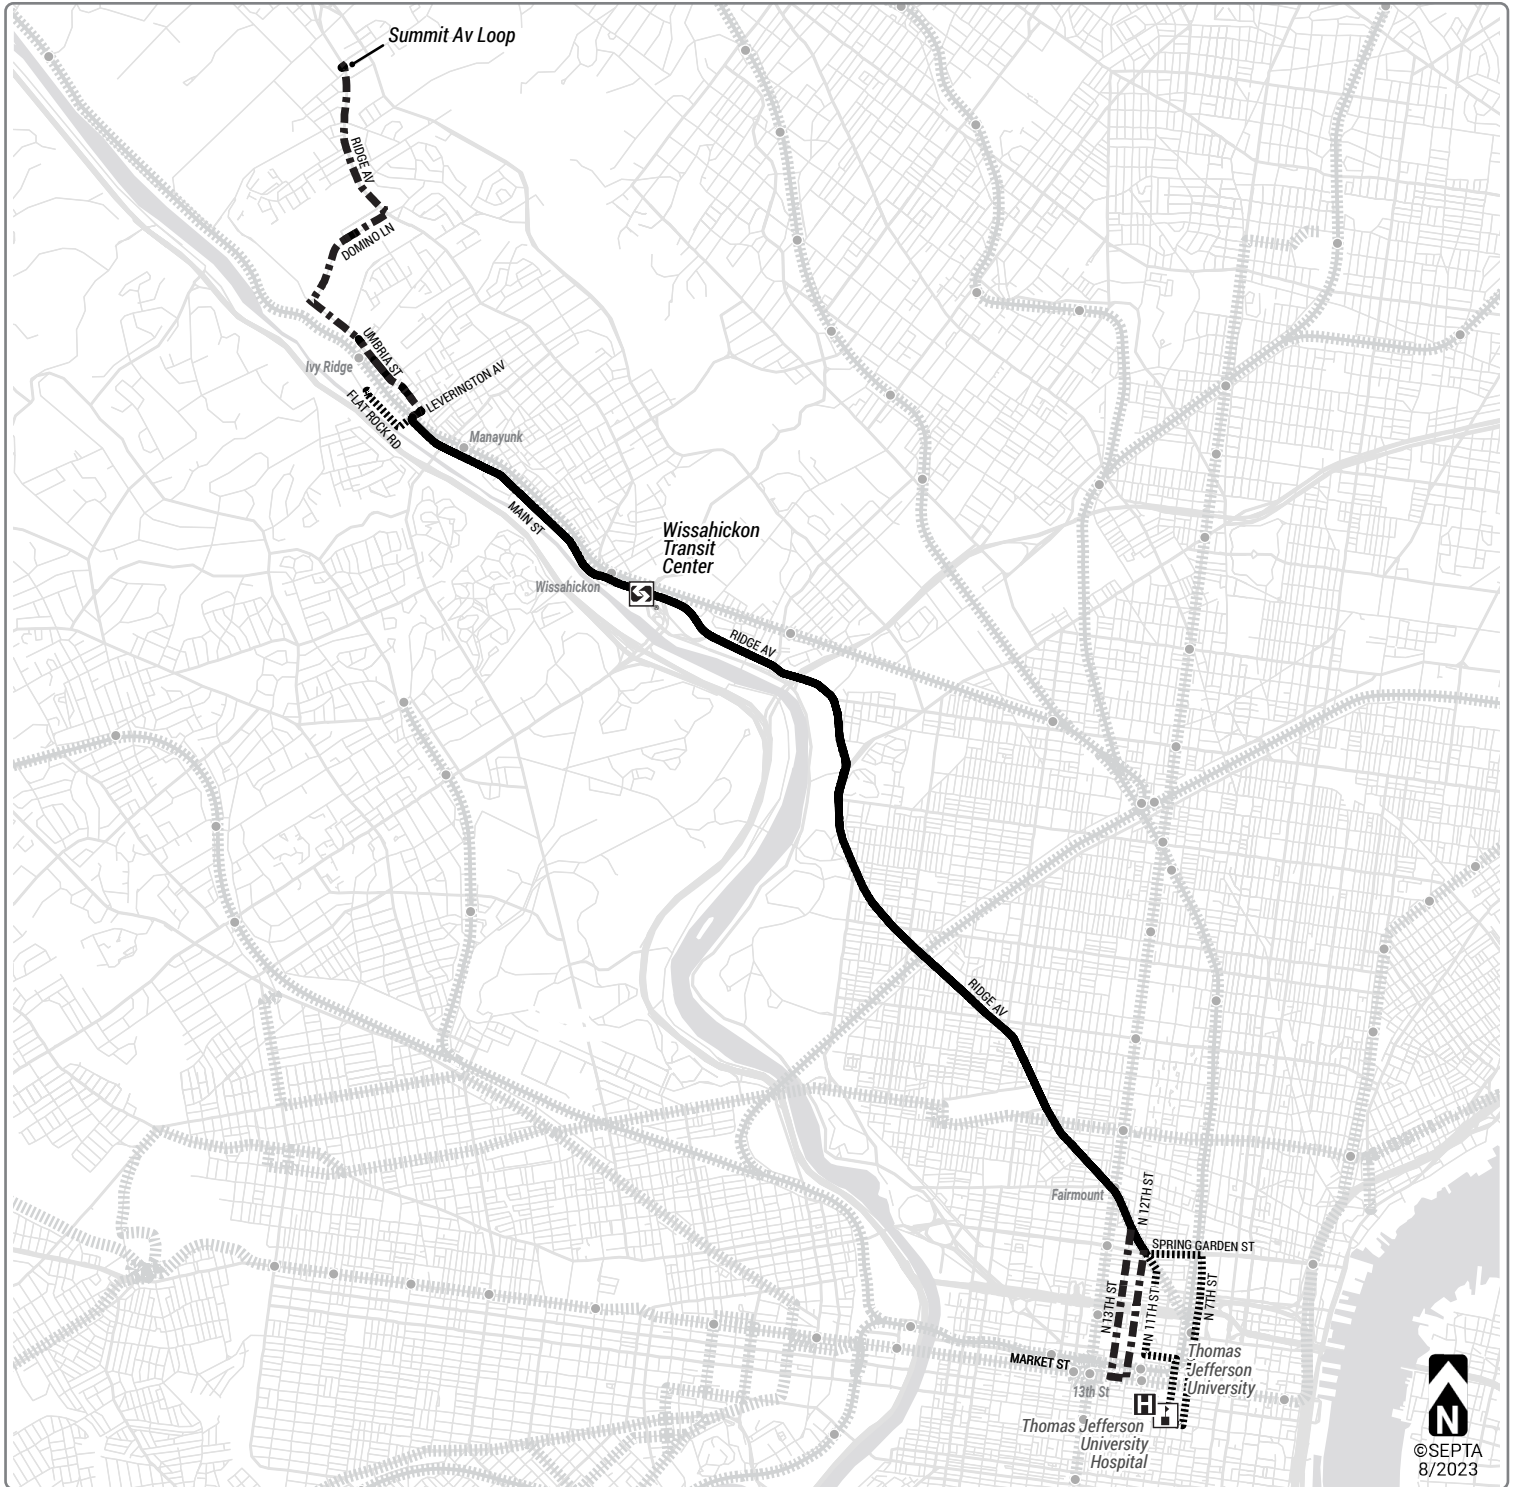 Summit Av Loop
RIDGE AV
DOMINO LN
UMBRIA ST
Ivy Ridge
LEVERINGTON AV
FLAT ROCK RD
Manayunk
MAIN ST
Wissahickon
Transit
Center
Wissahickon
RIDGE AV
RIDGE AV
Fairmount
N 12TH ST
SPRING GARDEN ST
N 13TH ST
N 11TH ST
N 7TH ST
MARKET ST
Thomas
Jefferson
University
13th St
H
Thomas Jefferson
University
Hospital
N
©SEPTA
8/2023